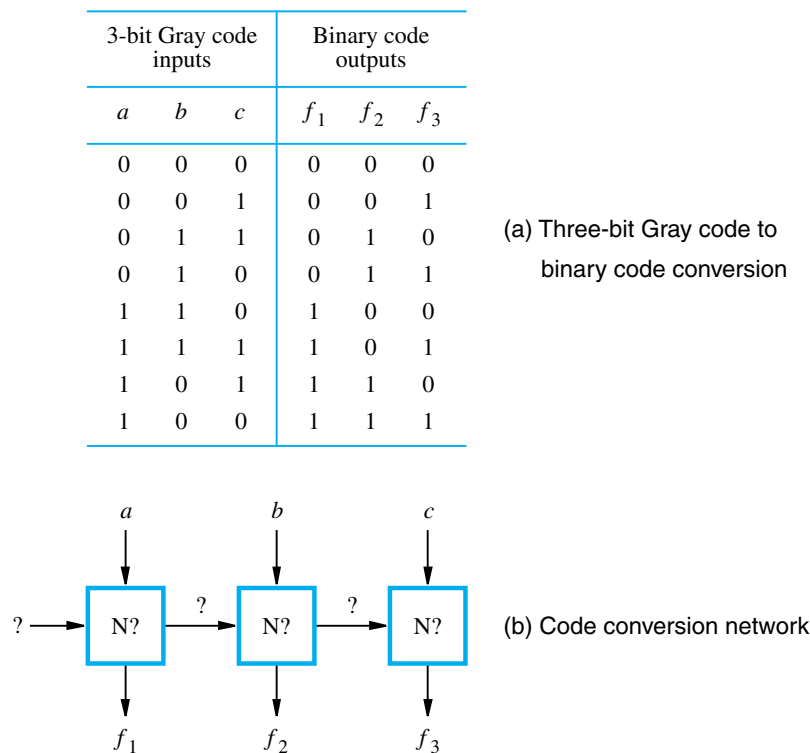 3-bit Gray code inputs
Binary code outputs
a b c f1 f2 f3
0 0 0 0 0 0
0 0 1 0 0 1
0 1 1 0 1 0
0 1 0 0 1 1
1 1 0 1 0 0
1 1 1 1 0 1
1 0 1 1 1 0
1 0 0 1 1 1
(a) Three-bit Gray code to
binary code conversion
a b c
? N? ? N? ? N?
(b) Code conversion network
f1 f2 f3